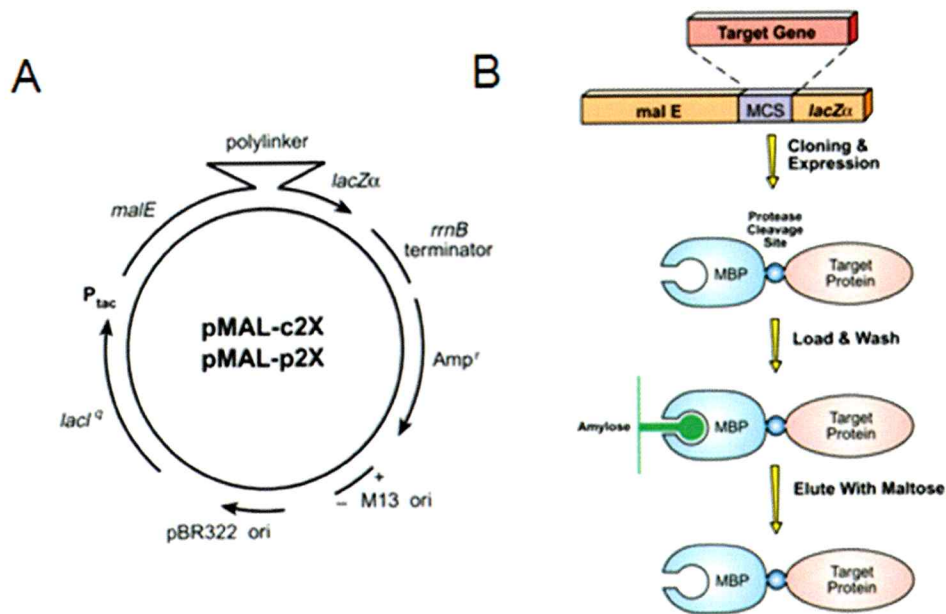 A
polylinker
lacZα
malE
rrnB
terminator
Ptac
pMAL-c2X
pMAL-p2X
Ampʳ
lacI q
+
– M13 ori
pBR322 ori
B
Target Gene
mal E
MCS
lacZα
Cloning &
Expression
Protease
Cleavage
Site
MBP
Target
Protein
Load & Wash
Amylose
MBP
Target
Protein
Elute With Maltose
MBP
Target
Protein